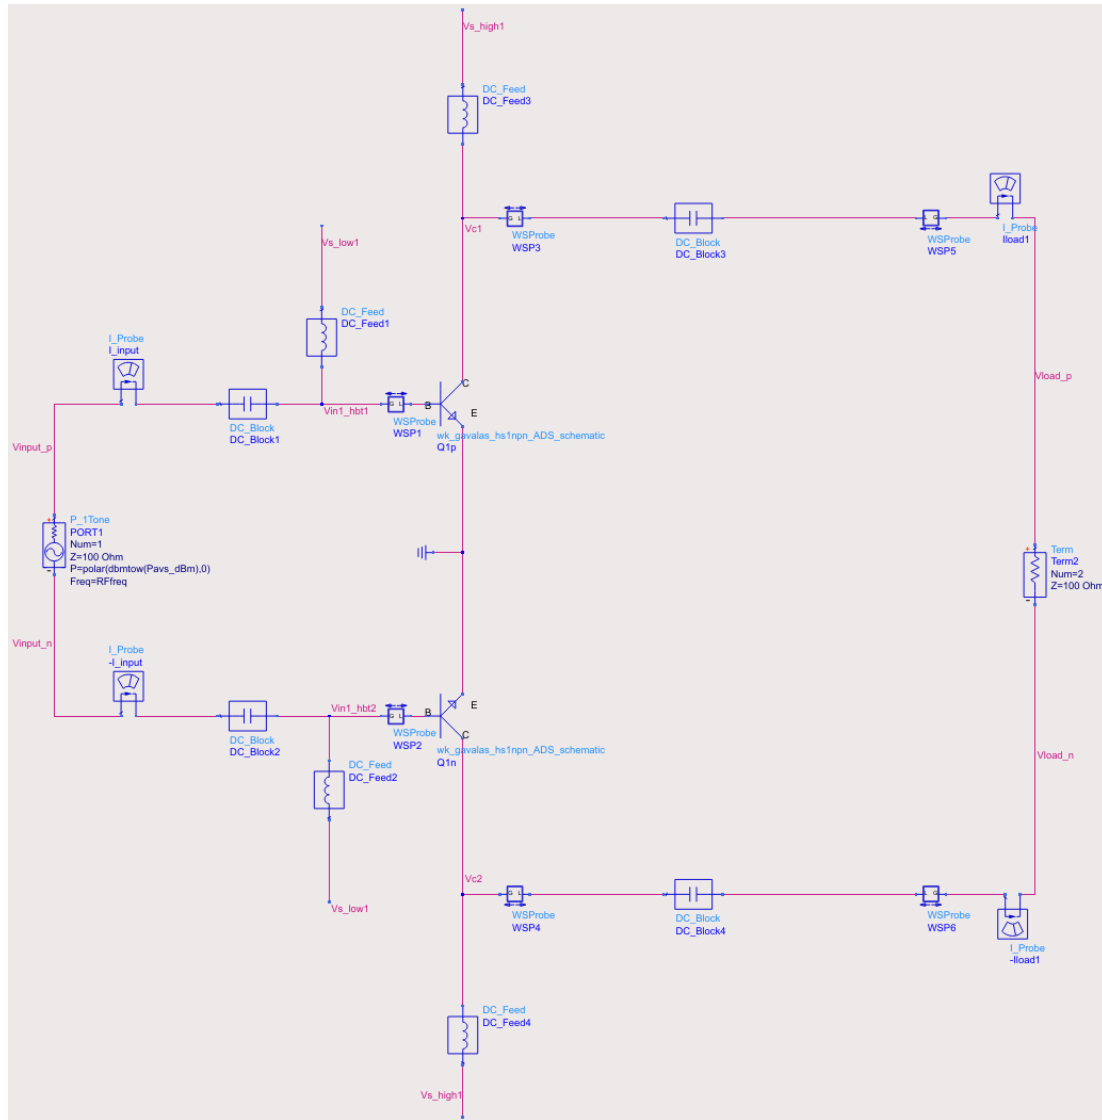 Vs_high1
DC_Feed
DC_Feed3
Vc1
G L
WSProbe
WSP3
DC_Block
DC_Block3
L G
WSProbe
WSP5
I_Probe
Iload1
Vs_low1
DC_Feed
DC_Feed1
I_Probe
I_input
DC_Block
DC_Block1
Vin1_hbt1
G L
WSProbe
WSP1
B
C
E
wk_gavalas_hs1npn_ADS_schematic
Q1p
Vload_p
Vinput_p
P_1Tone
PORT1
Num=1
Z=100 Ohm
P=polar(dbmtow(Pavs_dBm),0)
Freq=RFfreq
Term
Term2
Num=2
Z=100 Ohm
Vinput_n
I_Probe
-I_input
DC_Block
DC_Block2
Vin1_hbt2
G L
WSProbe
WSP2
B
E
C
wk_gavalas_hs1npn_ADS_schematic
Q1n
DC_Feed
DC_Feed2
Vs_low1
Vload_n
Vc2
G L
WSProbe
WSP4
DC_Block
DC_Block4
L G
WSProbe
WSP6
I_Probe
-Iload1
DC_Feed
DC_Feed4
Vs_high1